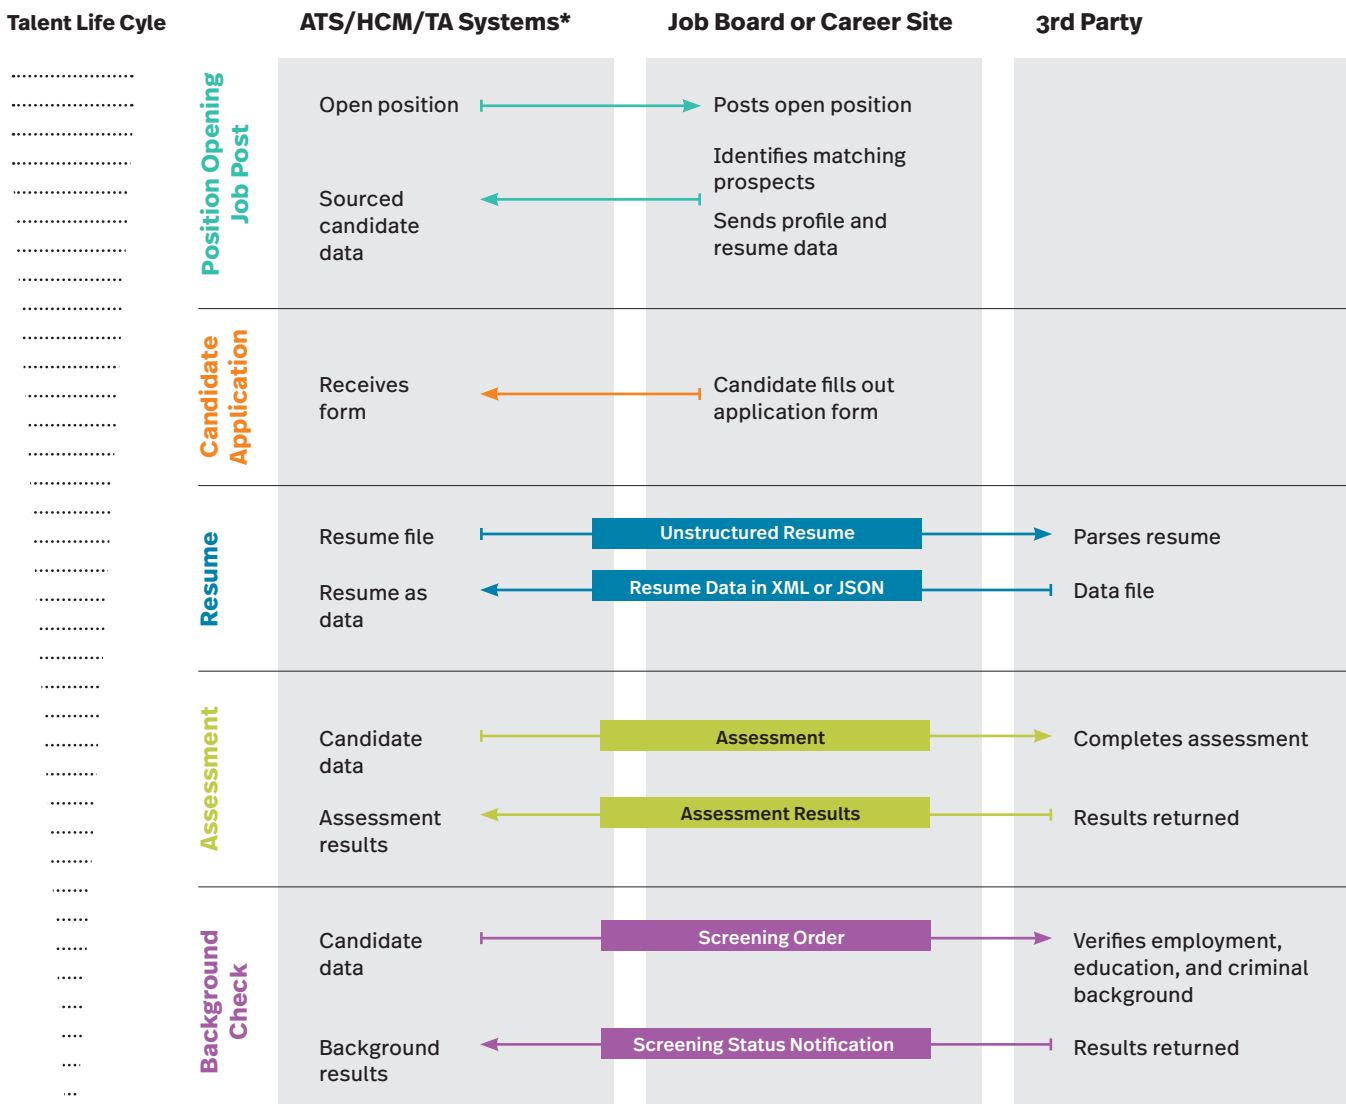 Talent Life Cyle
ATS/HCM/TA Systems*
Job Board or Career Site
3rd Party
Position Opening
Job Post
Open position
Posts open position
Identifies matching
prospects
Sourced
candidate
data
Sends profile and
resume data
Candidate
Application
Receives
form
Candidate fills out
application form
Resume
Resume file
Unstructured Resume
Parses resume
Resume as
data
Resume Data in XML or JSON
Data file
Assessment
Candidate
data
Assessment
Completes assessment
Assessment
results
Assessment Results
Results returned
Background
Check
Candidate
data
Screening Order
Verifies employment,
education, and criminal
background
Background
results
Screening Status Notification
Results returned